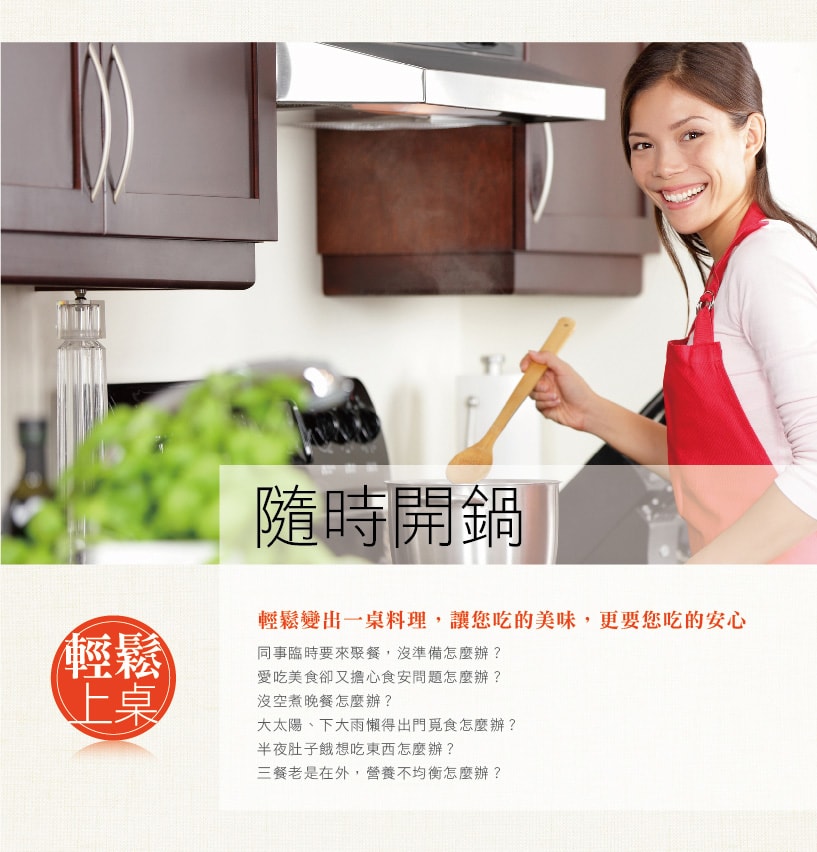 隨時開鍋
輕鬆
上桌
輕鬆變出一桌料理，讓您吃的美味，更要您吃的安心
同事臨時要來聚餐，沒準備怎麼辦？
愛吃美食卻又擔心食安問題怎麼辦？
沒空煮晚餐怎麼辦？
大太陽、下大雨懶得出門覓食怎麼辦？
半夜肚子餓想吃東西怎麼辦？
三餐老是在外，營養不均衡怎麼辦？